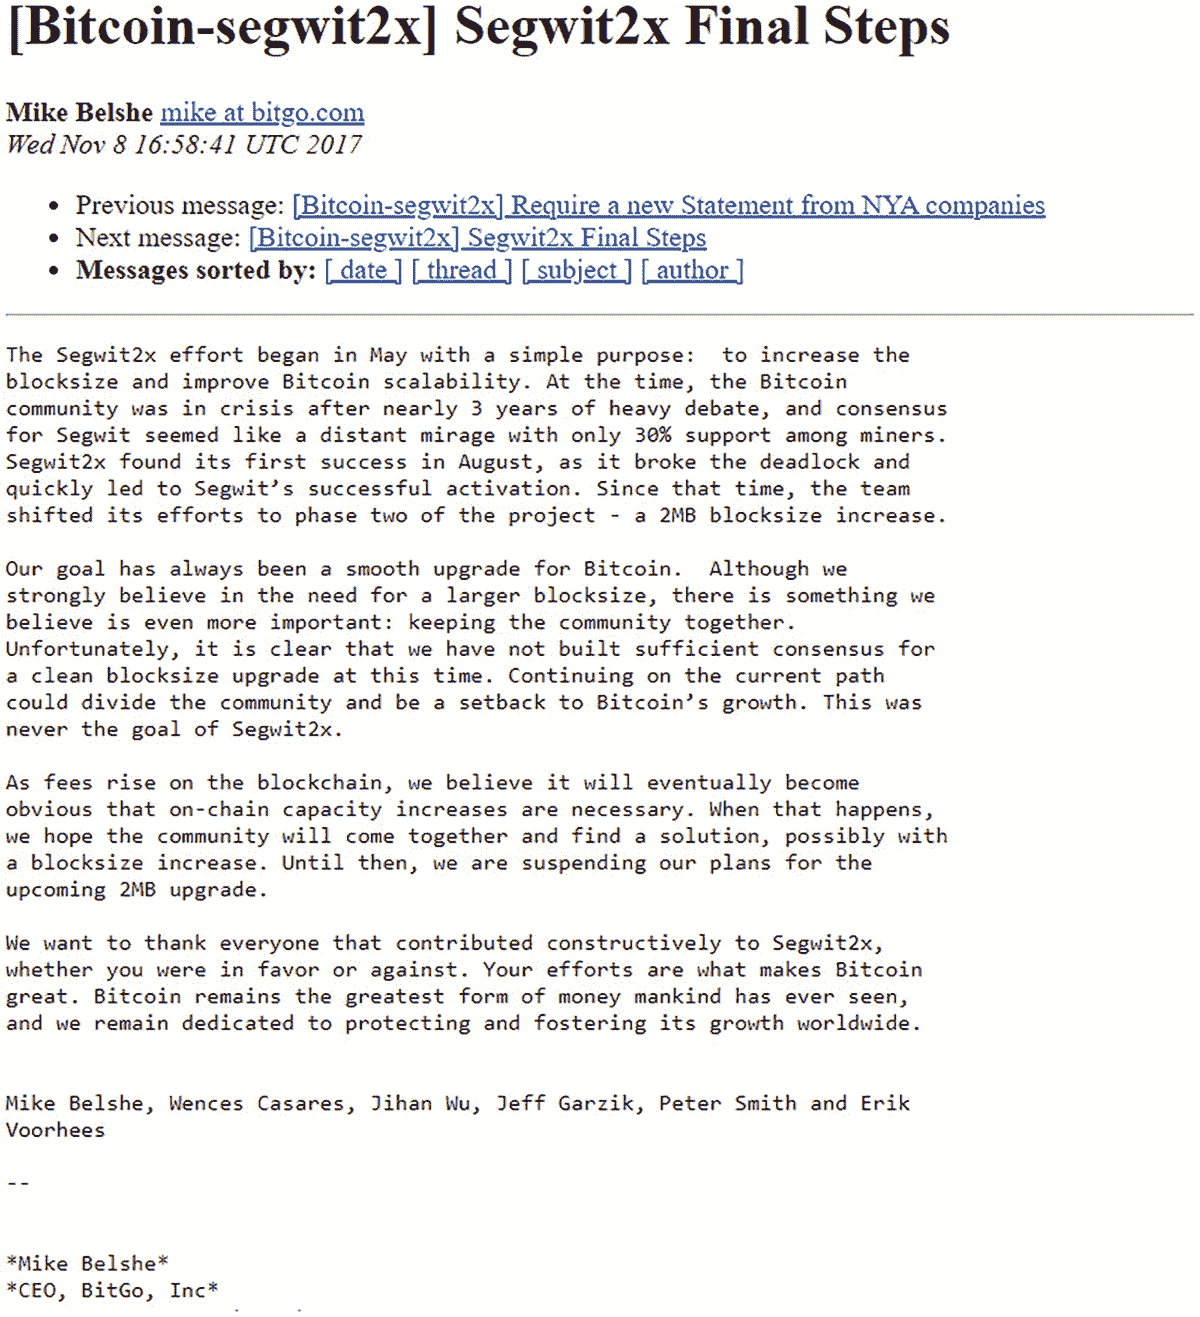 [Bitcoin-segwit2x] Segwit2x Final Steps
Mike Belshe mike at bitgo.com
Wed Nov 8 16:58:41 UTC 2017
• Previous message: [Bitcoin-segwit2x] Require a new Statement from NYA companies
• Next message: [Bitcoin-segwit2x] Segwit2x Final Steps
• Messages sorted by: [ date ] [ thread ] [ subject ] [ author ]
The Segwit2x effort began in May with a simple purpose:  to increase the
blocksize and improve Bitcoin scalability. At the time, the Bitcoin
community was in crisis after nearly 3 years of heavy debate, and consensus
for Segwit seemed like a distant mirage with only 30% support among miners.
Segwit2x found its first success in August, as it broke the deadlock and
quickly led to Segwit’s successful activation. Since that time, the team
shifted its efforts to phase two of the project - a 2MB blocksize increase.
Our goal has always been a smooth upgrade for Bitcoin.  Although we
strongly believe in the need for a larger blocksize, there is something we
believe is even more important: keeping the community together.
Unfortunately, it is clear that we have not built sufficient consensus for
a clean blocksize upgrade at this time. Continuing on the current path
could divide the community and be a setback to Bitcoin’s growth. This was
never the goal of Segwit2x.
As fees rise on the blockchain, we believe it will eventually become
obvious that on-chain capacity increases are necessary. When that happens,
we hope the community will come together and find a solution, possibly with
a blocksize increase. Until then, we are suspending our plans for the
upcoming 2MB upgrade.
We want to thank everyone that contributed constructively to Segwit2x,
whether you were in favor or against. Your efforts are what makes Bitcoin
great. Bitcoin remains the greatest form of money mankind has ever seen,
and we remain dedicated to protecting and fostering its growth worldwide.
Mike Belshe, Wences Casares, Jihan Wu, Jeff Garzik, Peter Smith and Erik
Voorhees
--
*Mike Belshe*
*CEO, BitGo, Inc*